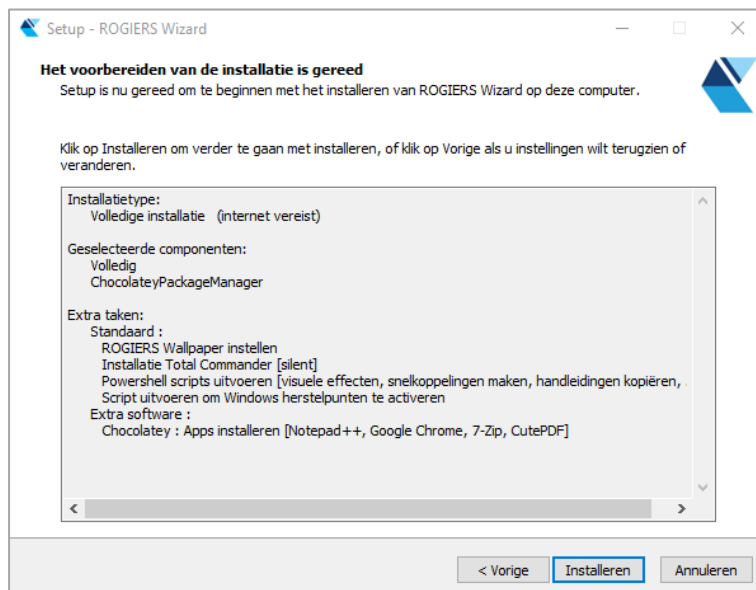 Setup - ROGIERS Wizard
Het voorbereiden van de installatie is gereed
Setup is nu gereed om te beginnen met het installeren van ROGIERS Wizard op deze computer.
Klik op Installeren om verder te gaan met installeren, of klik op Vorige als u instellingen wilt terugzien of
veranderen.
Installatietype:
Volledige installatie (internet vereist)
Geselecteerde componenten:
Volledig
ChocolateyPackageManager
Extra taken:
Standaard :
ROGIERS Wallpaper instellen
Installatie Total Commander [silent]
Powershell scripts uitvoeren [visuele effecten, snelkoppelingen maken, handleidingen kopiëren, .
Script uitvoeren om Windows herstelpunten te activeren
Extra software :
Chocolatey : Apps installeren [Notepad++, Google Chrome, 7-Zip, CutePDF]
< Vorige Installeren Annuleren